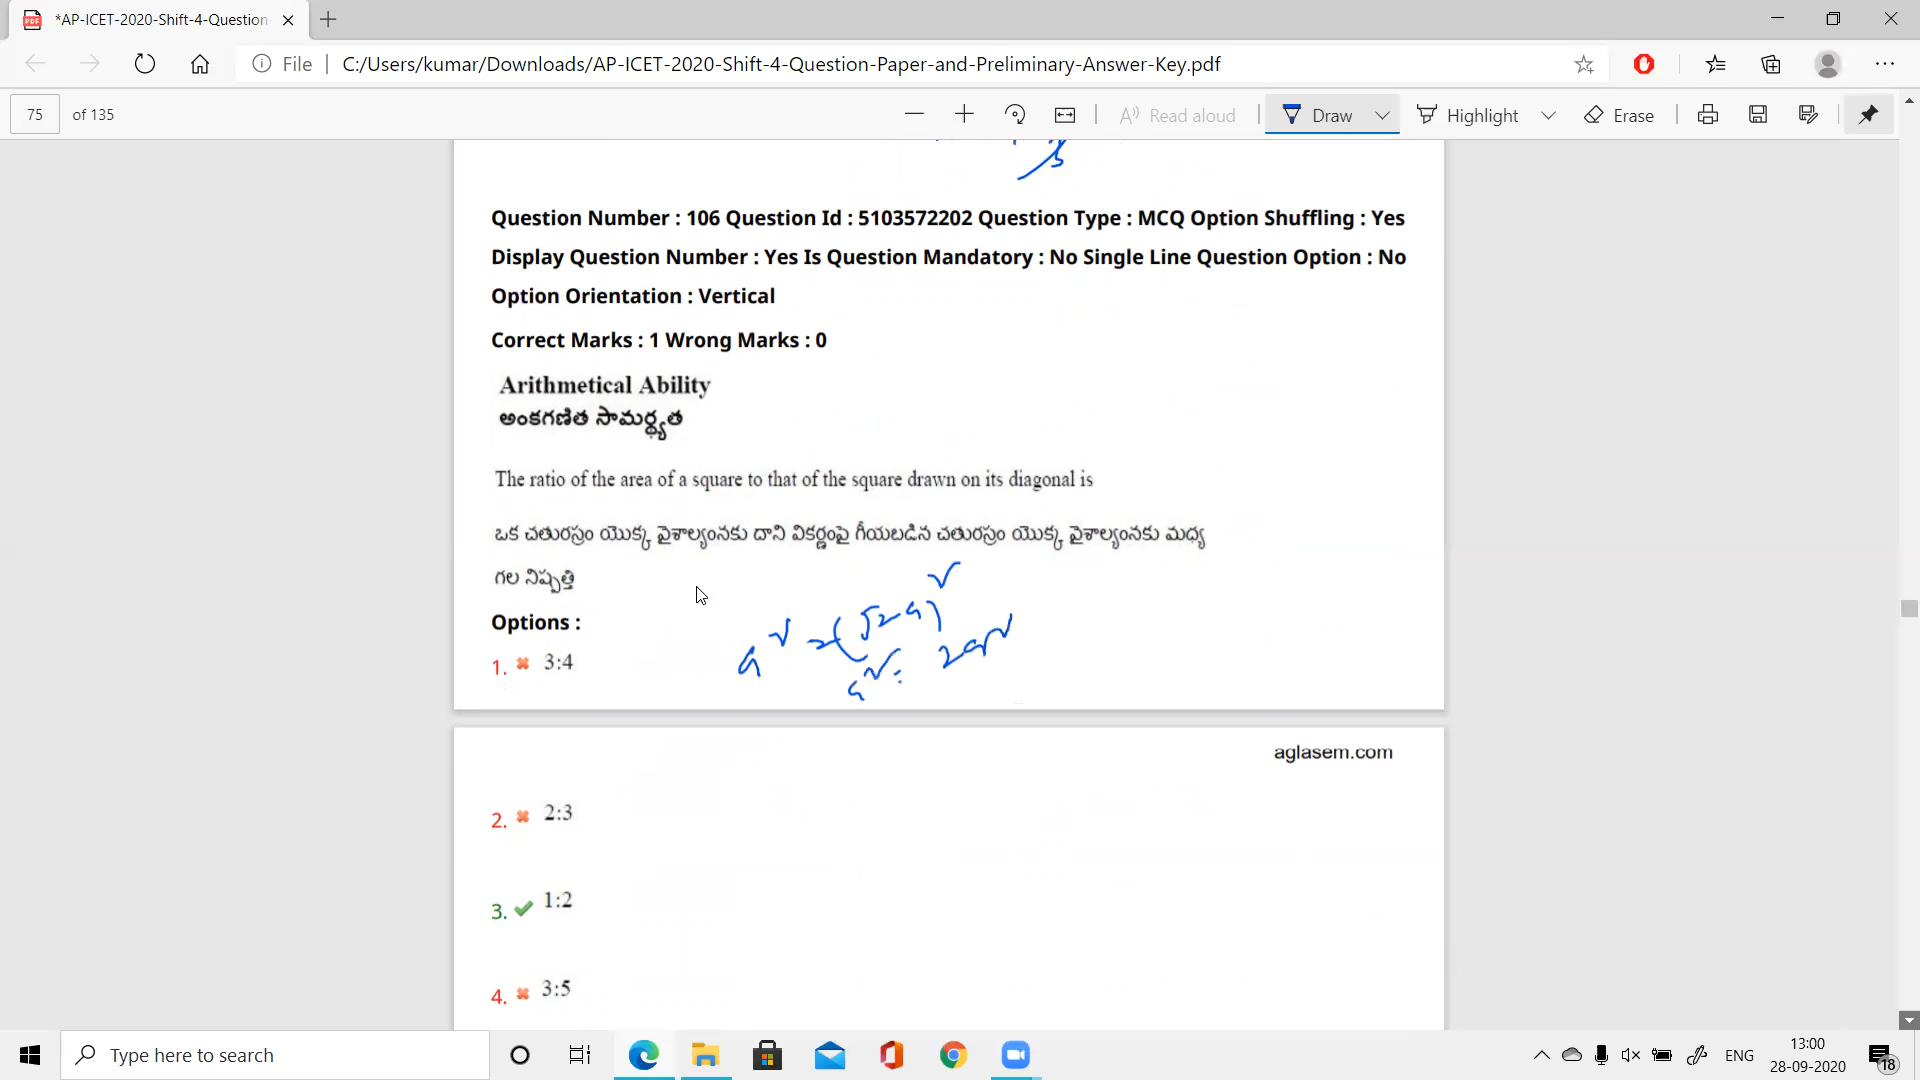 *AP-ICET-2020-Shift-4-Question
File
C:/Users/kumar/Downloads/AP-ICET-2020-Shift-4-Question-Paper-and-Preliminary-Answer-Key.pdf
75 of 135
Read aloud
Draw
Highlight
Erase
Question Number : 106 Question Id : 5103572202 Question Type : MCQ Option Shuffling : Yes
Display Question Number : Yes Is Question Mandatory : No Single Line Question Option : No
Option Orientation : Vertical
Correct Marks : 1 Wrong Marks : 0
Arithmetical Ability
అంకగణిత సామర్థ్యత
The ratio of the area of a square to that of the square drawn on its diagonal is
ఒక చతురస్రం యొక్క వైశాల్యంనకు దాని వికర్ణంపై గీయబడిన చతురస్రం యొక్క వైశాల్యంనకు మధ్య
గల నిష్పత్తి
Options :
1. 3:4
aglasem.com
2. 2:3
3. 1:2
4. 3:5
Type here to search
ENG
13:00
28-09-2020
18